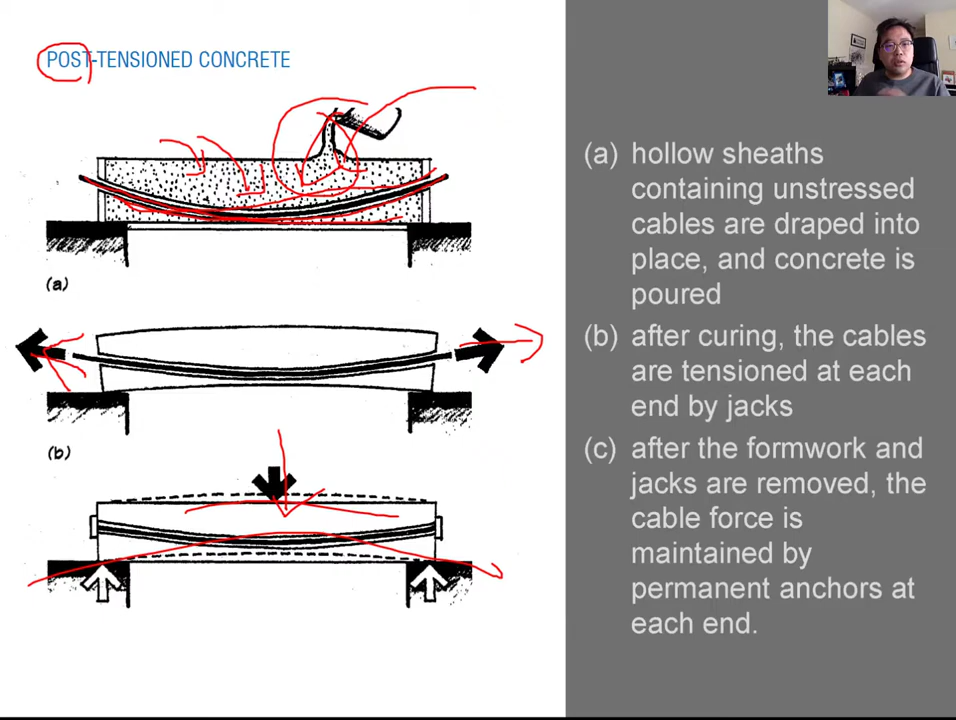 POST-TENSIONED CONCRETE
(a)
(b)
(a) hollow sheaths
containing unstressed
cables are draped into
place, and concrete is
poured
(b) after curing, the cables
are tensioned at each
end by jacks
(c) after the formwork and
jacks are removed, the
cable force is
maintained by
permanent anchors at
each end.